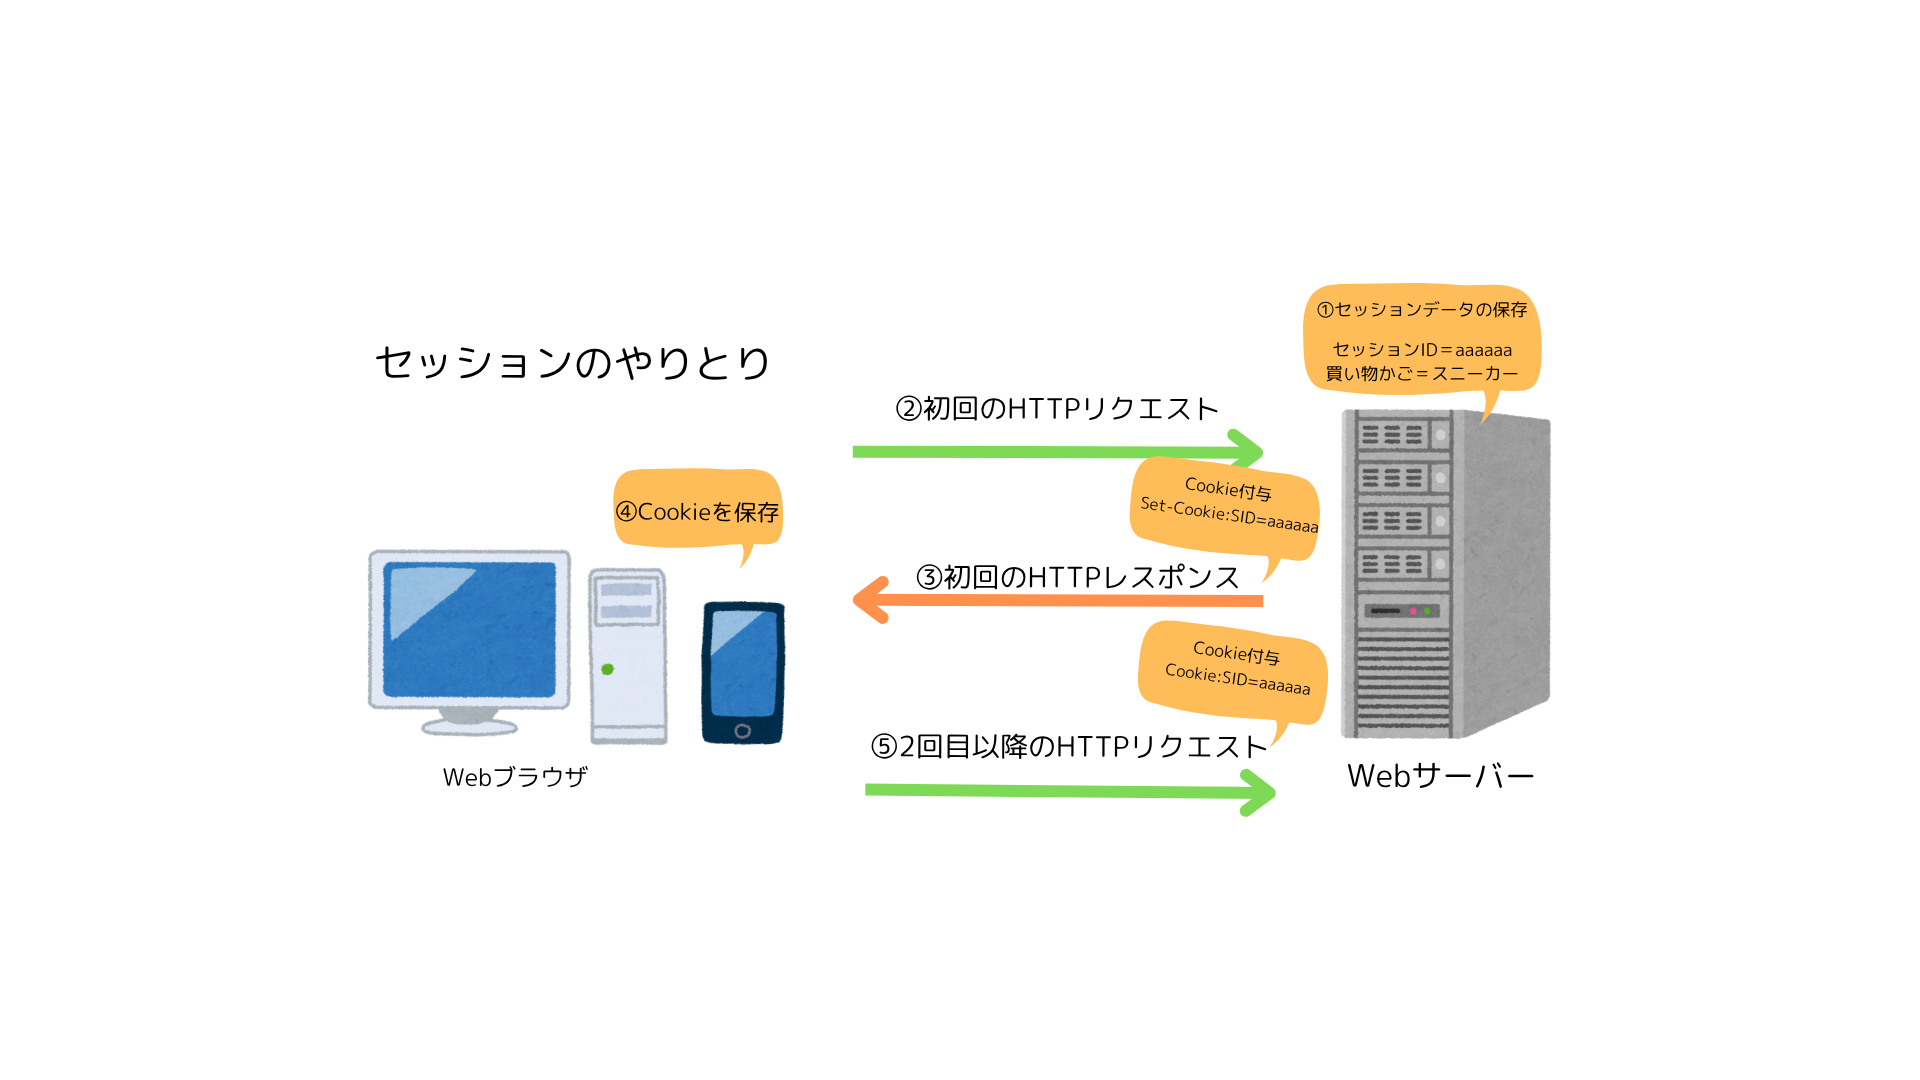 セッションのやりとり
①セッションデータの保存
セッションID＝aaaaaa
買い物かご＝スニーカー
②初回のHTTPリクエスト
Cookie付与
Set-Cookie:SID=aaaaaa
③初回のHTTPレスポンス
④Cookieを保存
Cookie付与
Cookie:SID=aaaaaa
⑤2回目以降のHTTPリクエスト
Webブラウザ
Webサーバー